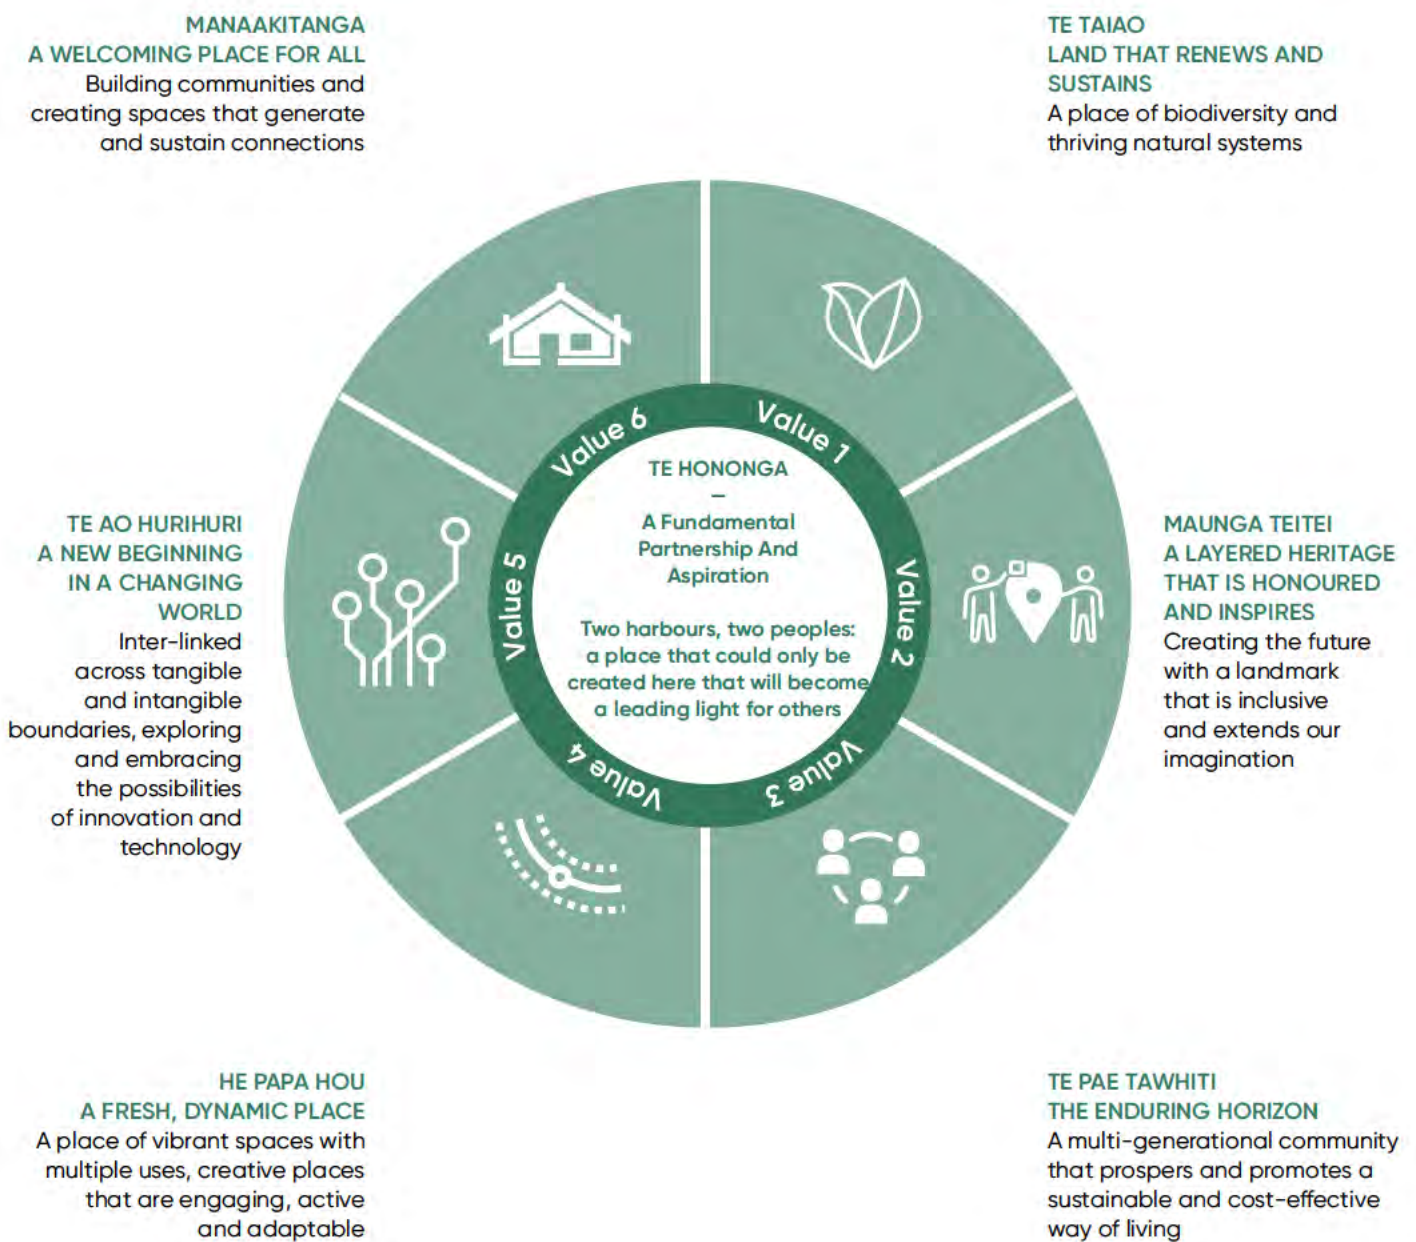 MANAAKITANGA
A WELCOMING PLACE FOR ALL
Building communities and
creating spaces that generate
and sustain connections
TE TAIAO
LAND THAT RENEWS AND
SUSTAINS
A place of biodiversity and
thriving natural systems
Value 6
Value 1
TE HONONGA
–
A Fundamental
Partnership And
Aspiration
Two harbours, two peoples:
a place that could only be
created here that will become
a leading light for others
Value 5
Value 2
Value 4
Value 3
TE AO HURIHURI
A NEW BEGINNING
IN A CHANGING
WORLD
Inter-linked
across tangible
and intangible
boundaries, exploring
and embracing
the possibilities
of innovation and
technology
MAUNGA TEITEI
A LAYERED HERITAGE
THAT IS HONOURED
AND INSPIRES
Creating the future
with a landmark
that is inclusive
and extends our
imagination
HE PAPA HOU
A FRESH, DYNAMIC PLACE
A place of vibrant spaces with
multiple uses, creative places
that are engaging, active
and adaptable
TE PAE TAWHITI
THE ENDURING HORIZON
A multi-generational community
that prospers and promotes a
sustainable and cost-effective
way of living